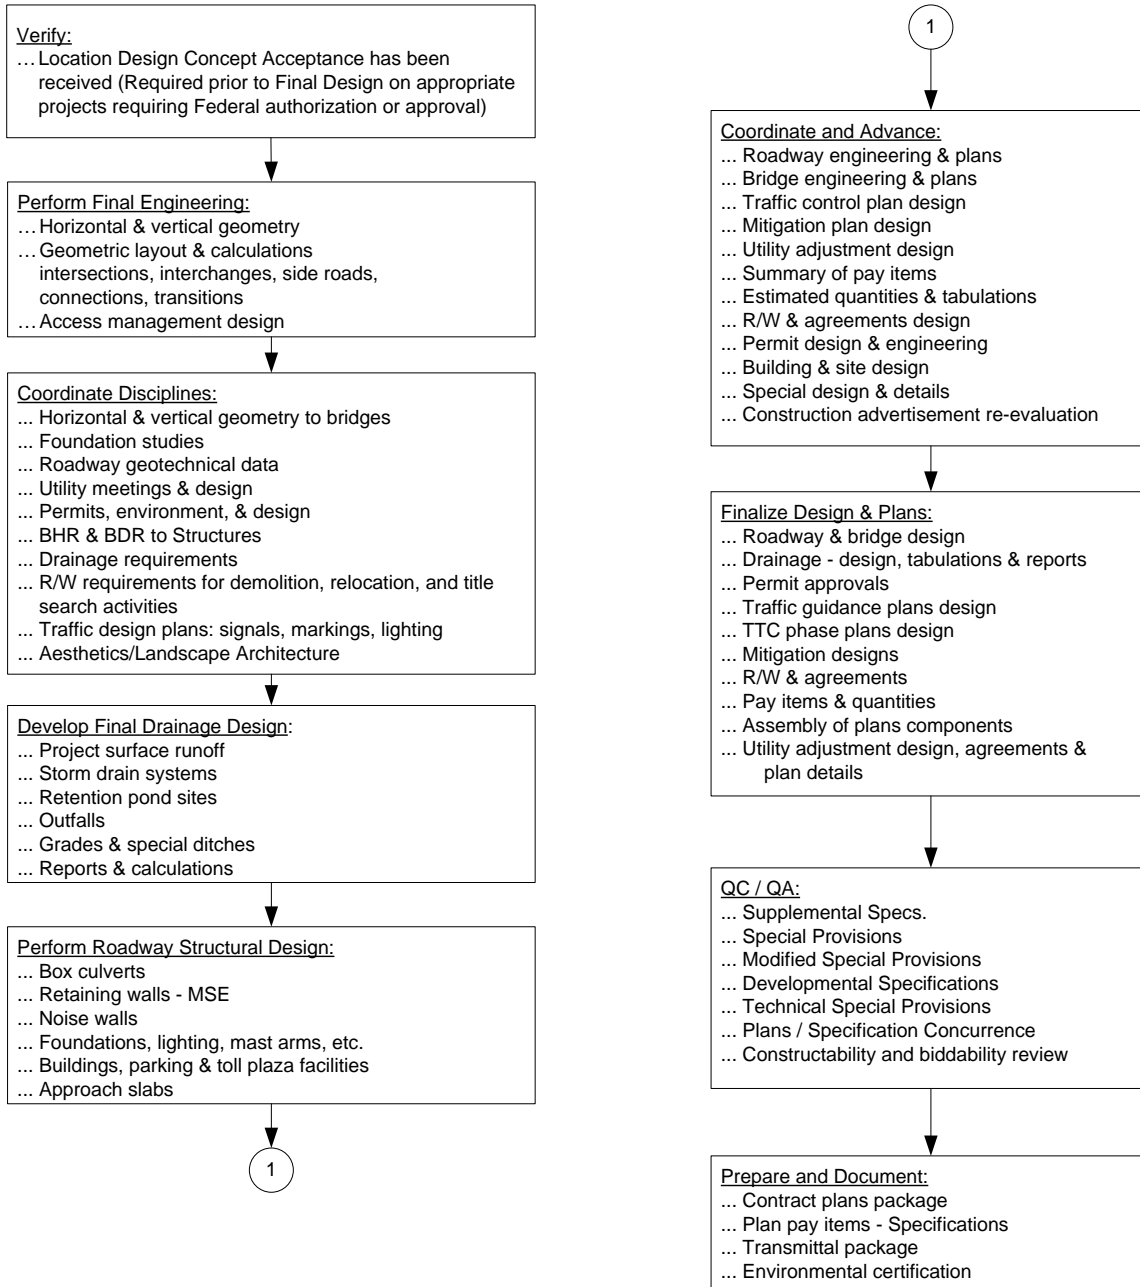 Verify:
…Location Design Concept Acceptance has been
received (Required prior to Final Design on appropriate
projects requiring Federal authorization or approval)
Perform Final Engineering:
…Horizontal & vertical geometry
…Geometric layout & calculations
intersections, interchanges, side roads,
connections, transitions
…Access management design
Coordinate Disciplines:
... Horizontal & vertical geometry to bridges
... Foundation studies
... Roadway geotechnical data
... Utility meetings & design
... Permits, environment, & design
... BHR & BDR to Structures
... Drainage requirements
... R/W requirements for demolition, relocation, and title
search activities
... Traffic design plans: signals, markings, lighting
... Aesthetics/Landscape Architecture
Develop Final Drainage Design:
... Project surface runoff
... Storm drain systems
... Retention pond sites
... Outfalls
... Grades & special ditches
... Reports & calculations
Perform Roadway Structural Design:
... Box culverts
... Retaining walls - MSE
... Noise walls
... Foundations, lighting, mast arms, etc.
... Buildings, parking & toll plaza facilities
... Approach slabs
1
1
Coordinate and Advance:
... Roadway engineering & plans
... Bridge engineering & plans
... Traffic control plan design
... Mitigation plan design
... Utility adjustment design
... Summary of pay items
... Estimated quantities & tabulations
... R/W & agreements design
... Permit design & engineering
... Building & site design
... Special design & details
... Construction advertisement re-evaluation
Finalize Design & Plans:
... Roadway & bridge design
... Drainage - design, tabulations & reports
... Permit approvals
... Traffic guidance plans design
... TTC phase plans design
... Mitigation designs
... R/W & agreements
... Pay items & quantities
... Assembly of plans components
... Utility adjustment design, agreements &
plan details
QC / QA:
... Supplemental Specs.
... Special Provisions
... Modified Special Provisions
... Developmental Specifications
... Technical Special Provisions
... Plans / Specification Concurrence
... Constructability and biddability review
Prepare and Document:
... Contract plans package
... Plan pay items - Specifications
... Transmittal package
... Environmental certification